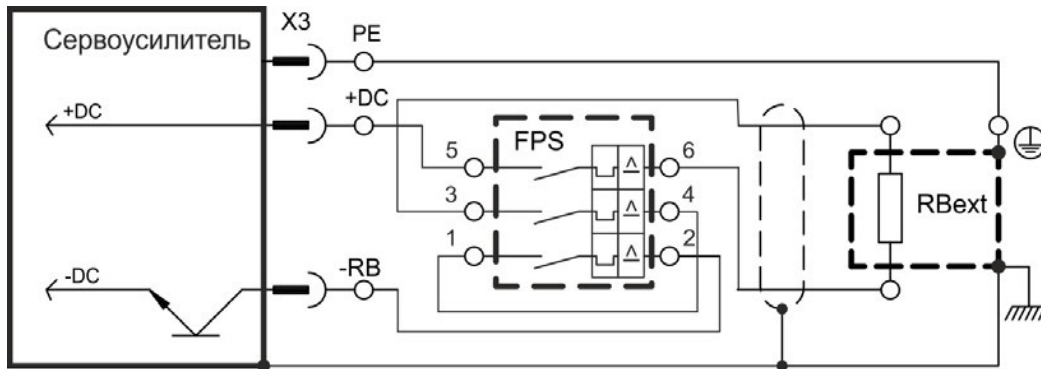 X3
PE
Сервоусилитель
+DC
+DC
FPS
5
6
3
4
1
2
RBext
-DC
-RB